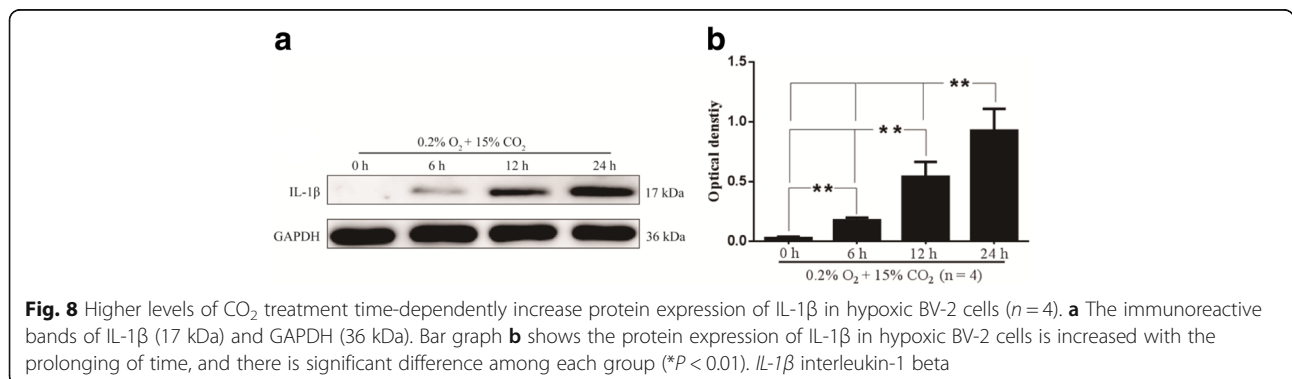 a
0.2% O₂ + 15% CO₂
0 h 6 h 12 h 24 h
IL-1β 17 kDa
GAPDH 36 kDa
b
Optical denstiy
1.5
1.0
0.5
0.0
**
**
**
0 h 6 h 12 h 24 h
0.2% O₂ + 15% CO₂ (n = 4)
Fig. 8 Higher levels of CO₂ treatment time-dependently increase protein expression of IL-1β in hypoxic BV-2 cells (n = 4). a The immunoreactive
bands of IL-1β (17 kDa) and GAPDH (36 kDa). Bar graph b shows the protein expression of IL-1β in hypoxic BV-2 cells is increased with the
prolonging of time, and there is significant difference among each group (*P < 0.01). IL-1β interleukin-1 beta